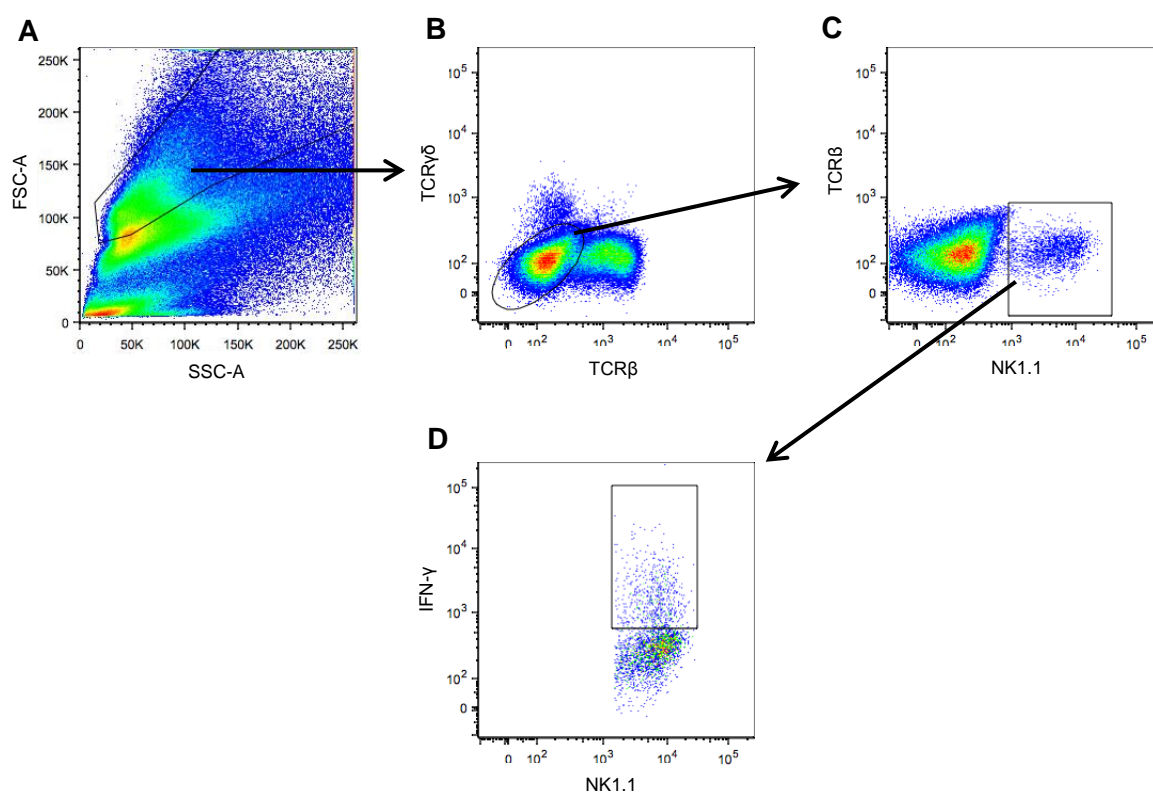 A
250K
200K
150K
100K
50K
0
0 50K 100K 150K 200K 250K
FSC-A
SSC-A
B
10⁵
10⁴
10³
10²
0
0 10² 10³ 10⁴ 10⁵
TCRγδ
TCRβ
C
10⁵
10⁴
10³
10²
0
0 10² 10³ 10⁴ 10⁵
TCRβ
NK1.1
D
10⁵
10⁴
10³
10²
0
0 10² 10³ 10⁴ 10⁵
IFN-γ
NK1.1